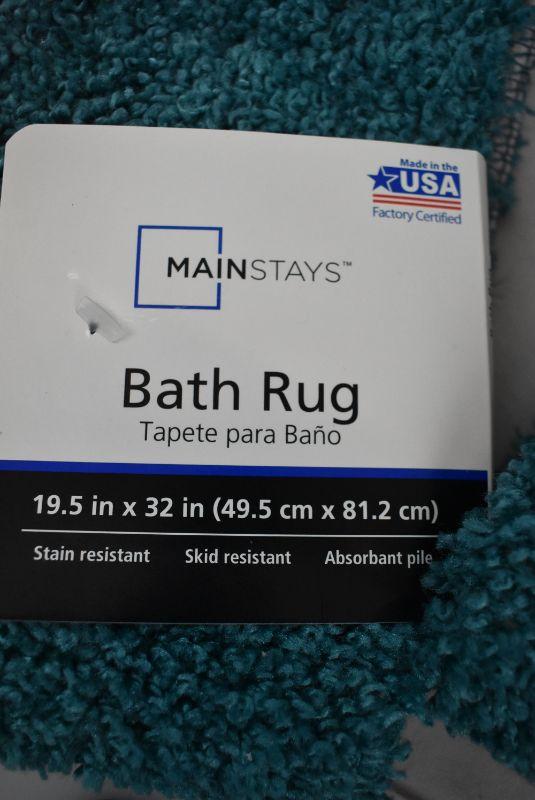 Made in the
USA
Factory Certified
MAINSTAYS™
Bath Rug
Tapete para Baño
19.5 in x 32 in (49.5 cm x 81.2 cm)
Stain resistant Skid resistant Absorbant pile